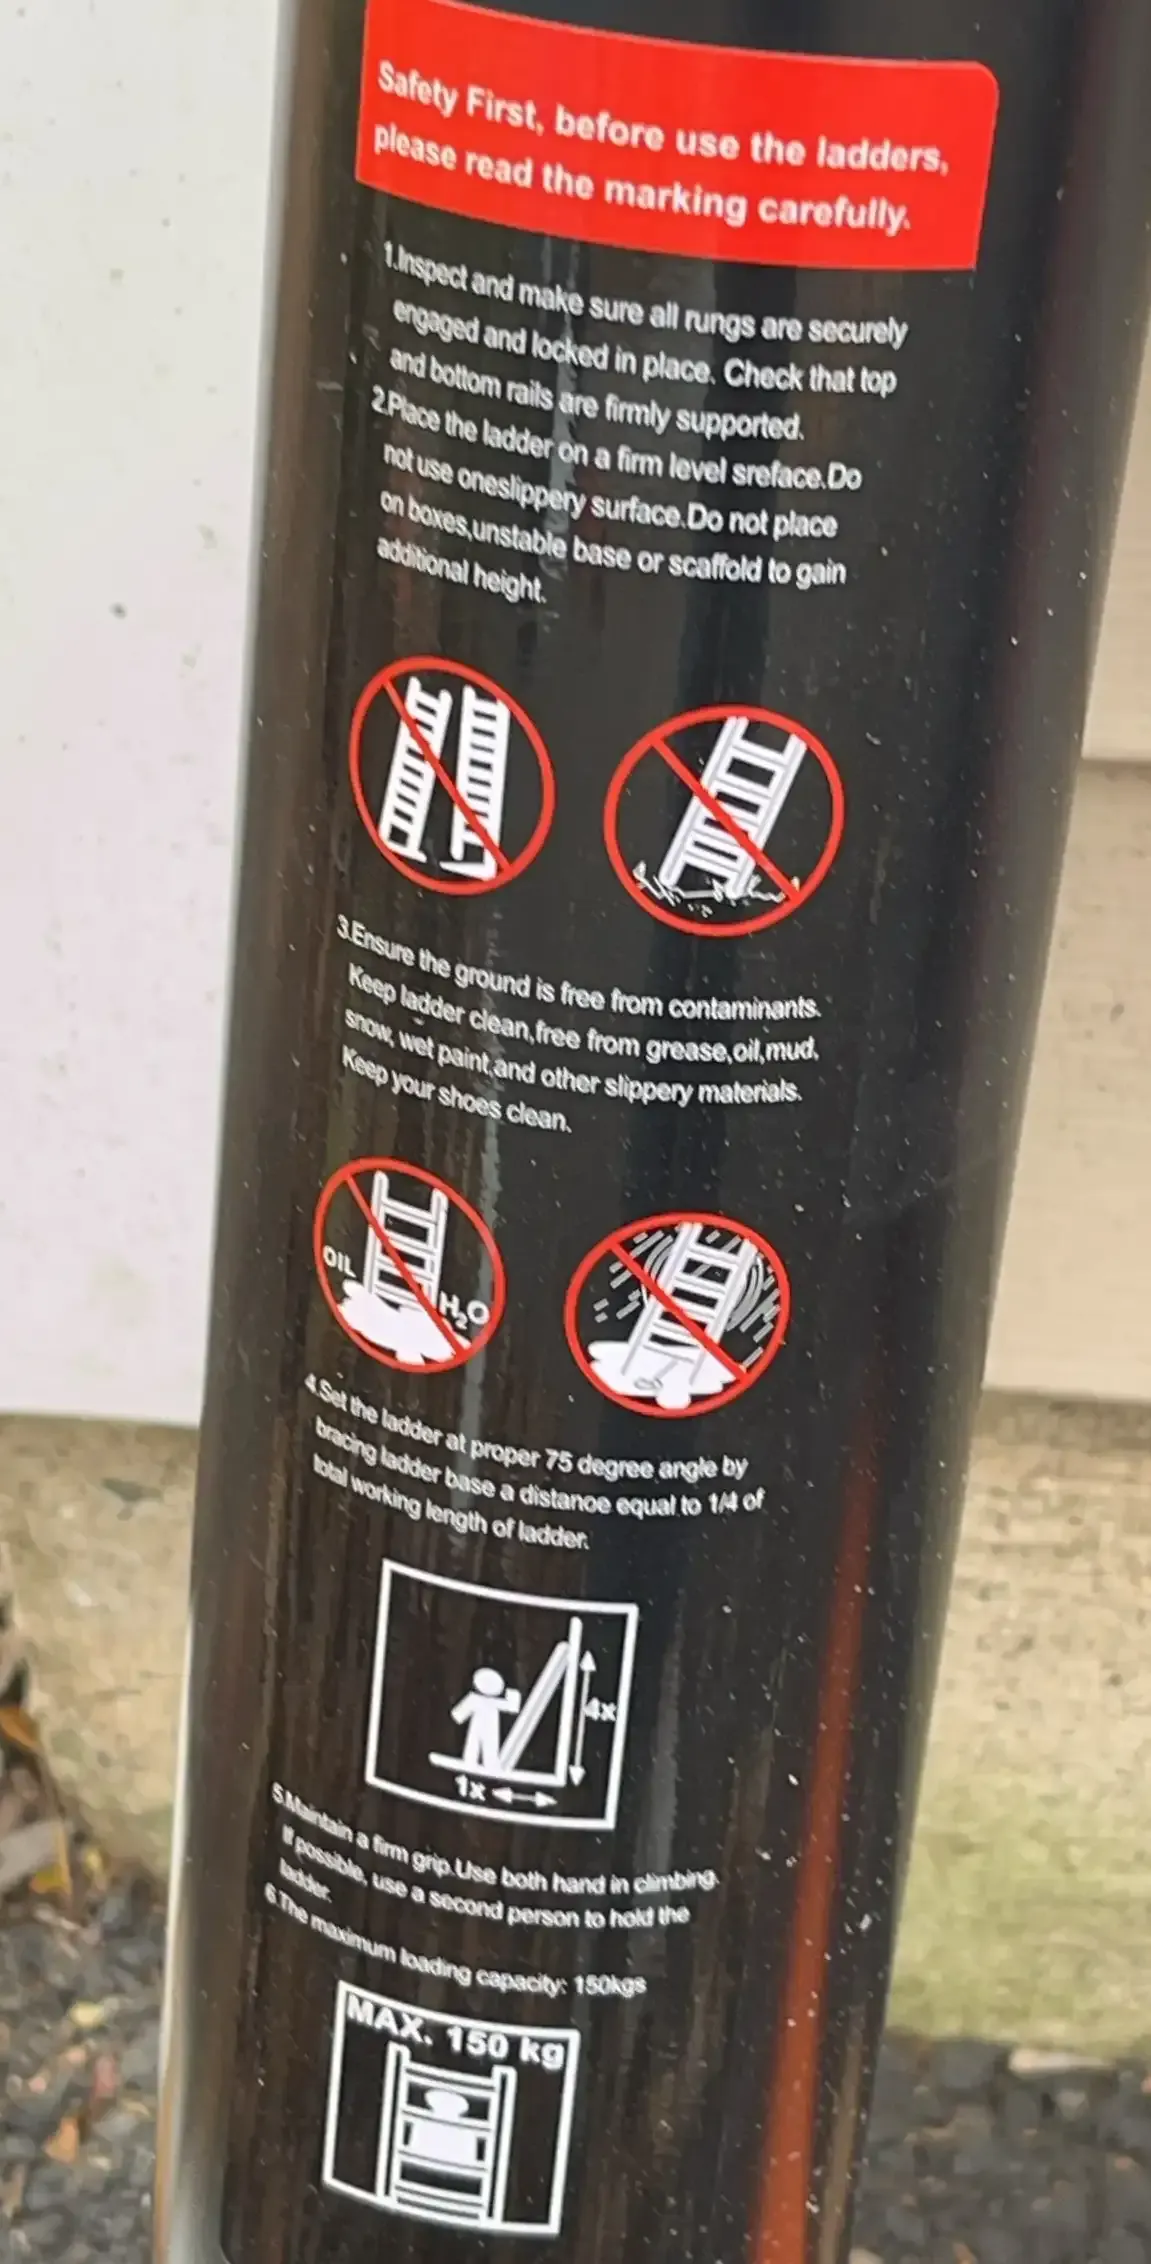 Safety First, before use the ladders,
please read the marking carefully.
1.Inspect and make sure all rungs are securely
engaged and locked in place. Check that top
and bottom rails are firmly supported.
2.Place the ladder on a firm level sreface.Do
not use oneslippery surface.Do not place
on boxes,unstable base or scaffold to gain
additional height.
3.Ensure the ground is free from contaminants.
Keep ladder clean,free from grease,oil,mud,
snow, wet paint,and other slippery materials.
Keep your shoes clean.
OIL
H₂O
4.Set the ladder at proper 75 degree angle by
bracing ladder base a distance equal to 1/4 of
total working length of ladder.
4x
1x
5.Maintain a firm grip.Use both hand in climbing.
If possible, use a second person to hold the
ladder.
6.The maximum loading capacity: 150kgs
MAX. 150 kg